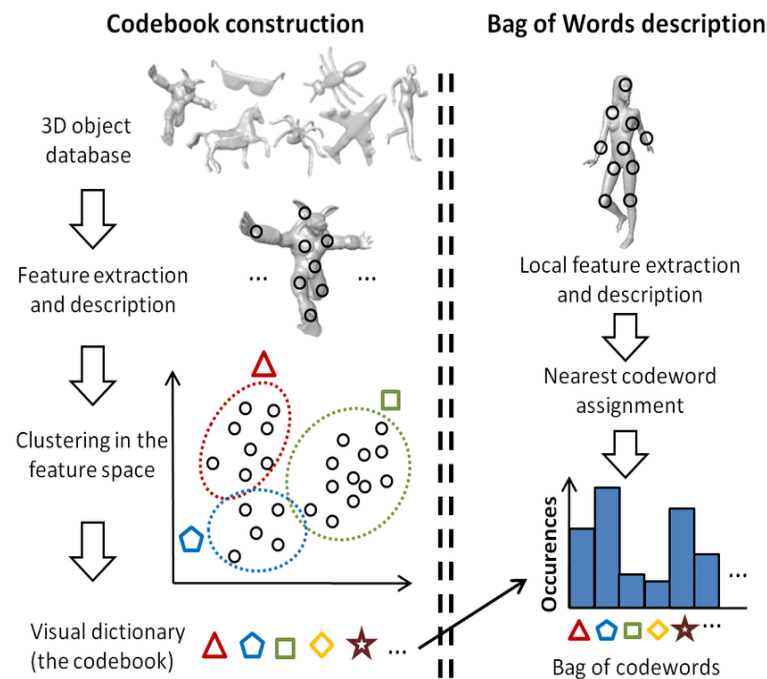 Codebook construction
3D object
database
Feature extraction
and description
...
...
Clustering in the
feature space
Visual dictionary
(the codebook)
...
Bag of Words description
Local feature extraction
and description
Nearest codeword
assignment
Occurences
...
...
Bag of codewords